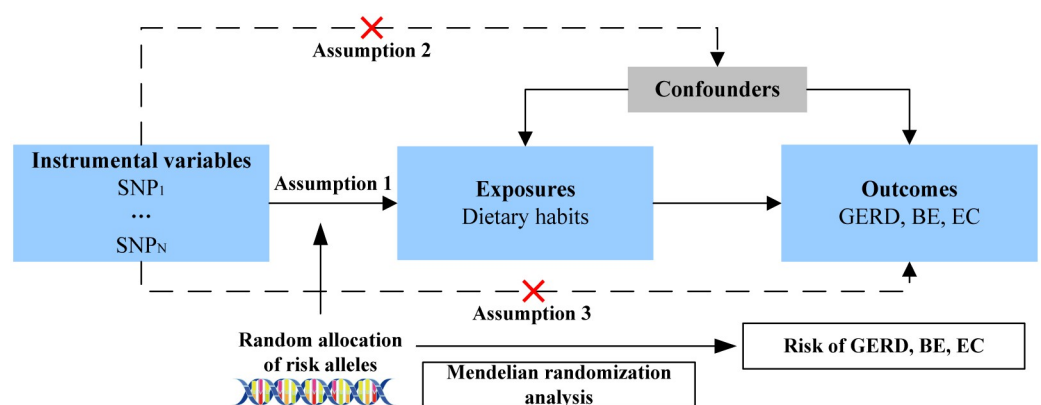 Assumption 2
Confounders
Instrumental variables
SNP₁
...
SNPN
Assumption 1
Exposures
Dietary habits
Outcomes
GERD, BE, EC
Assumption 3
Random allocation
of risk alleles
Risk of GERD, BE, EC
Mendelian randomization
analysis